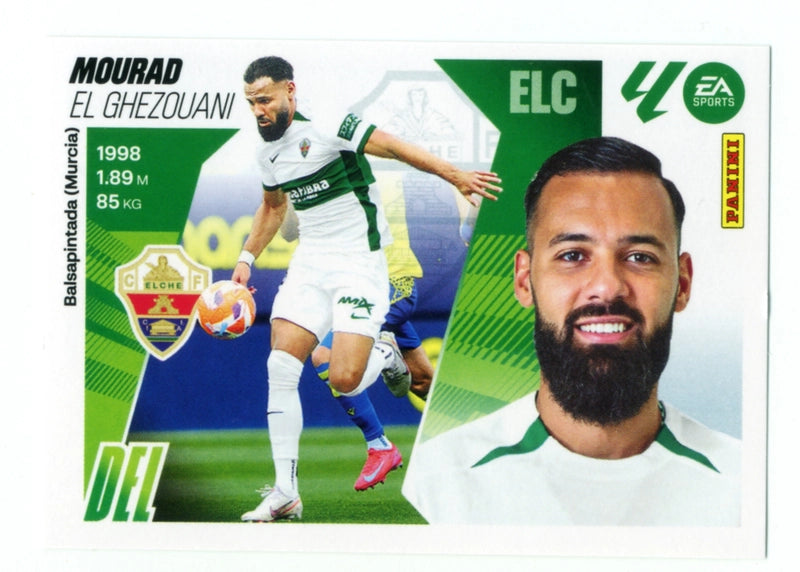 MOURAD
EL GHEZOUANI
ELC
EA
SPORTS
PANINI
1998
1.89 M
85 KG
Balsapintada (Murcia)
ELCHE
C F
DEL